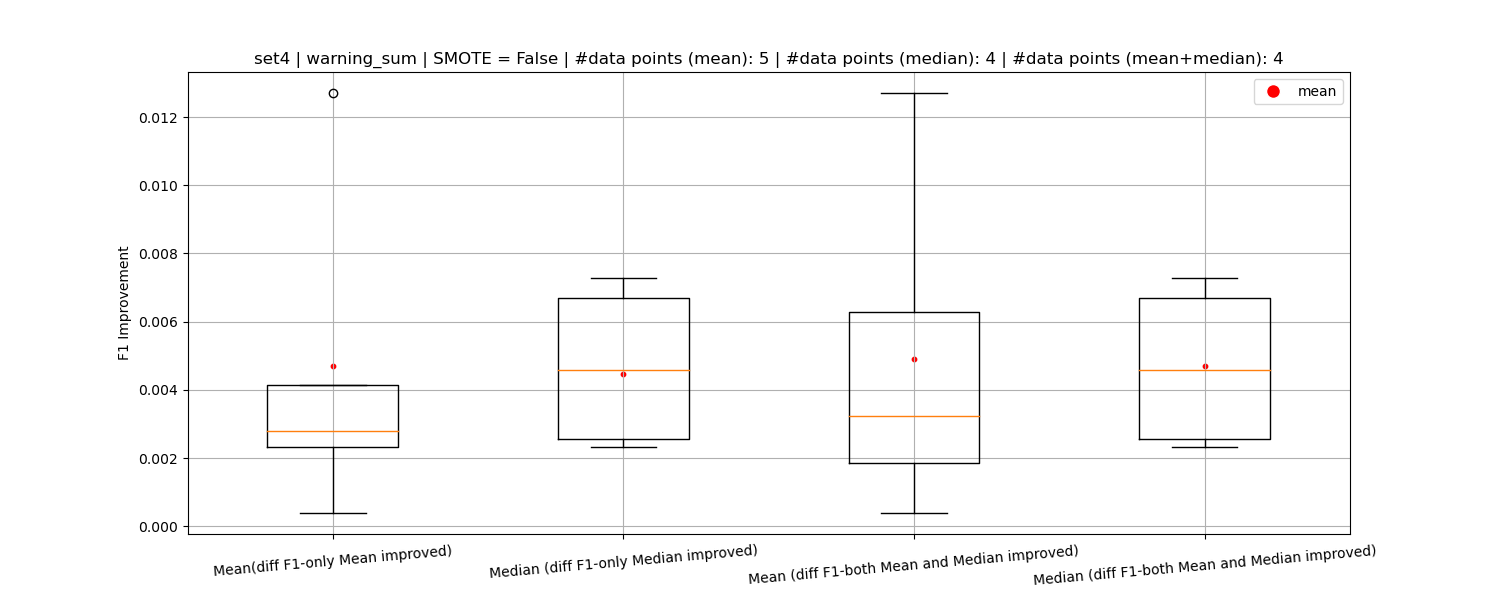 set4 | warning_sum | SMOTE = False | #data points (mean): 5 | #data points (median): 4 | #data points (mean+median): 4
mean
0.012
0.010
0.008
0.006
0.004
0.002
0.000
F1 Improvement
Mean(diff F1-only Mean improved)
Median (diff F1-only Median improved)
Mean (diff F1-both Mean and Median improved)
Median (diff F1-both Mean and Median improved)